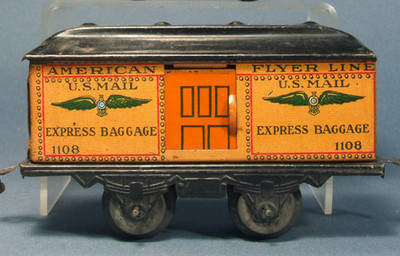 AMERICAN FLYER LINE
U.S. MAIL
EXPRESS BAGGAGE
1108
U.S. MAIL
EXPRESS BAGGAGE
1108